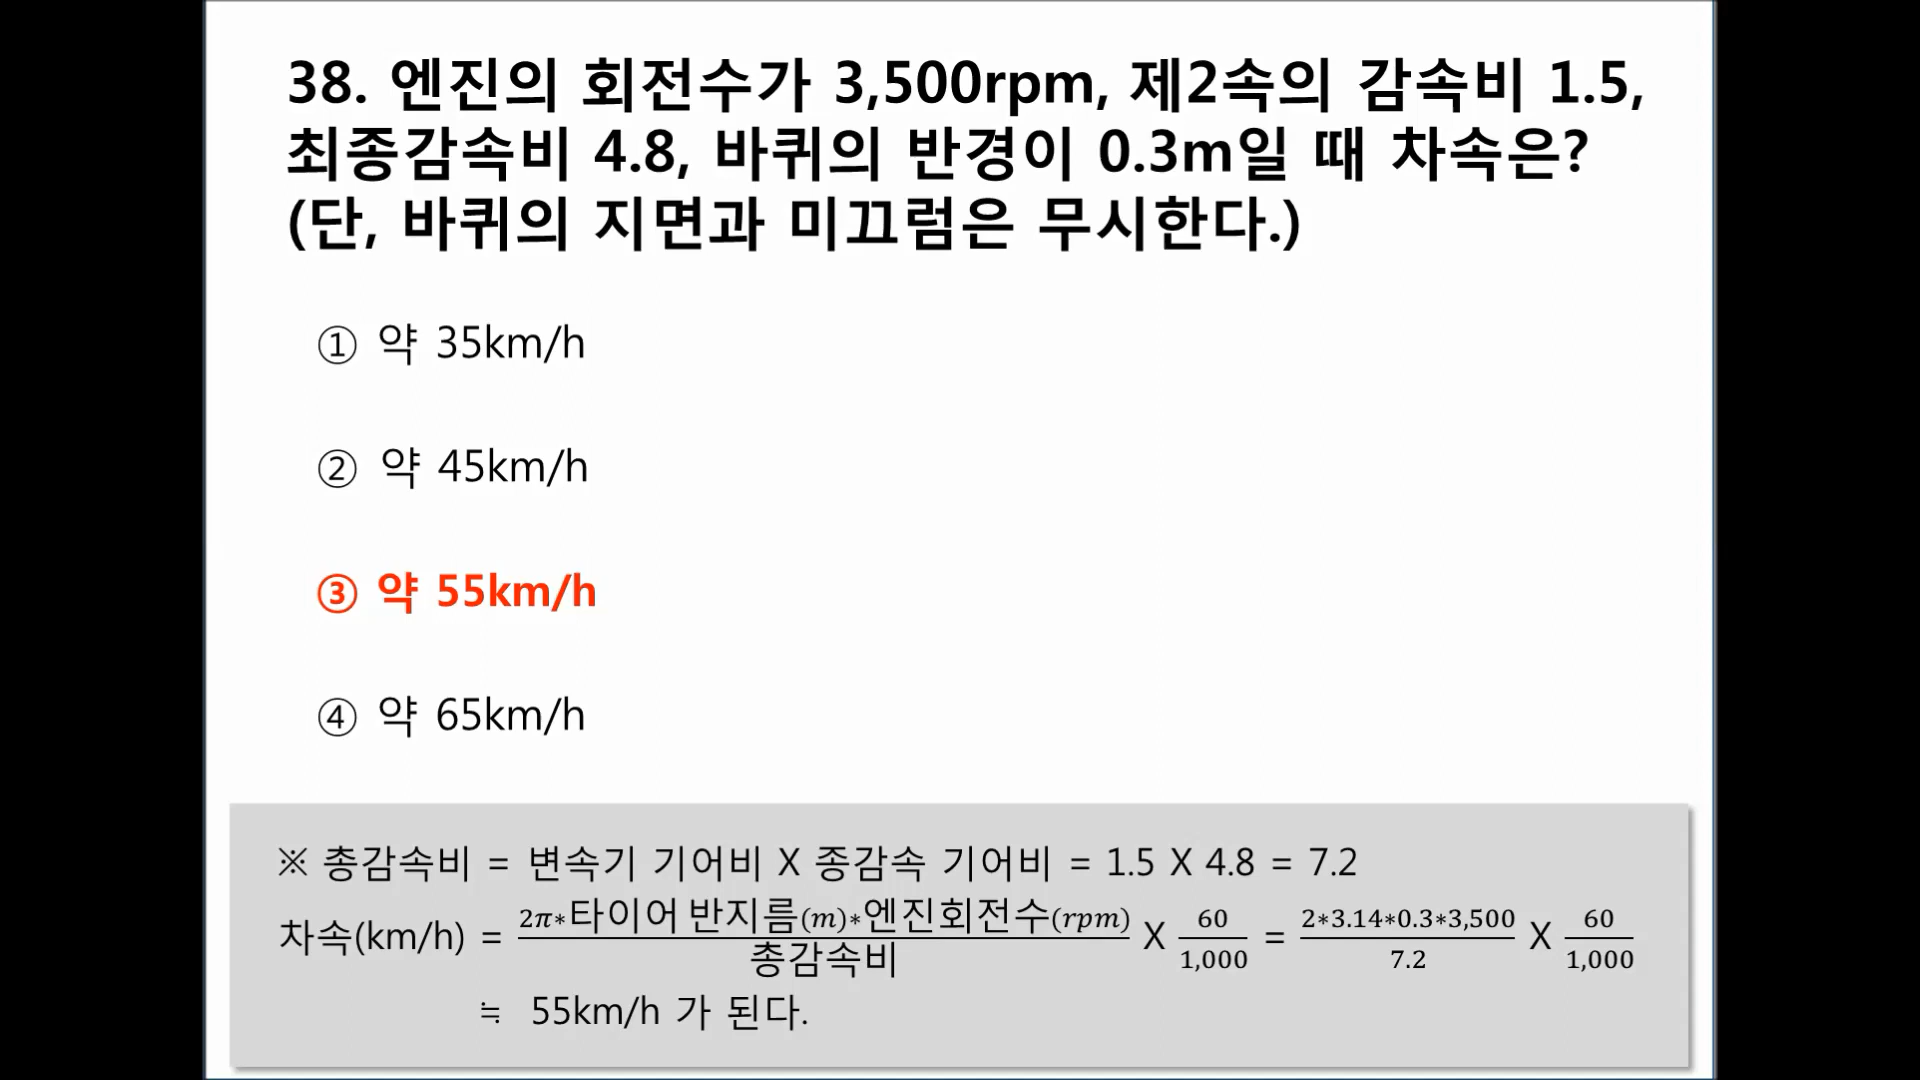 38. 엔진의 회전수가 3,500rpm, 제2속의 감속비 1.5,
최종감속비 4.8, 바퀴의 반경이 0.3m일 때 차속은?
(단, 바퀴의 지면과 미끄럼은 무시한다.)
① 약 35km/h
② 약 45km/h
③ 약 55km/h
④ 약 65km/h
※ 총감속비 = 변속기 기어비 X 종감속 기어비 = 1.5 X 4.8 = 7.2
차속(km/h) = 2π*타이어 반지름(m)*엔진회전수(rpm)/총감속비 X 60/1,000 = 2*3.14*0.3*3,500/7.2 X 60/1,000
≒ 55km/h 가 된다.